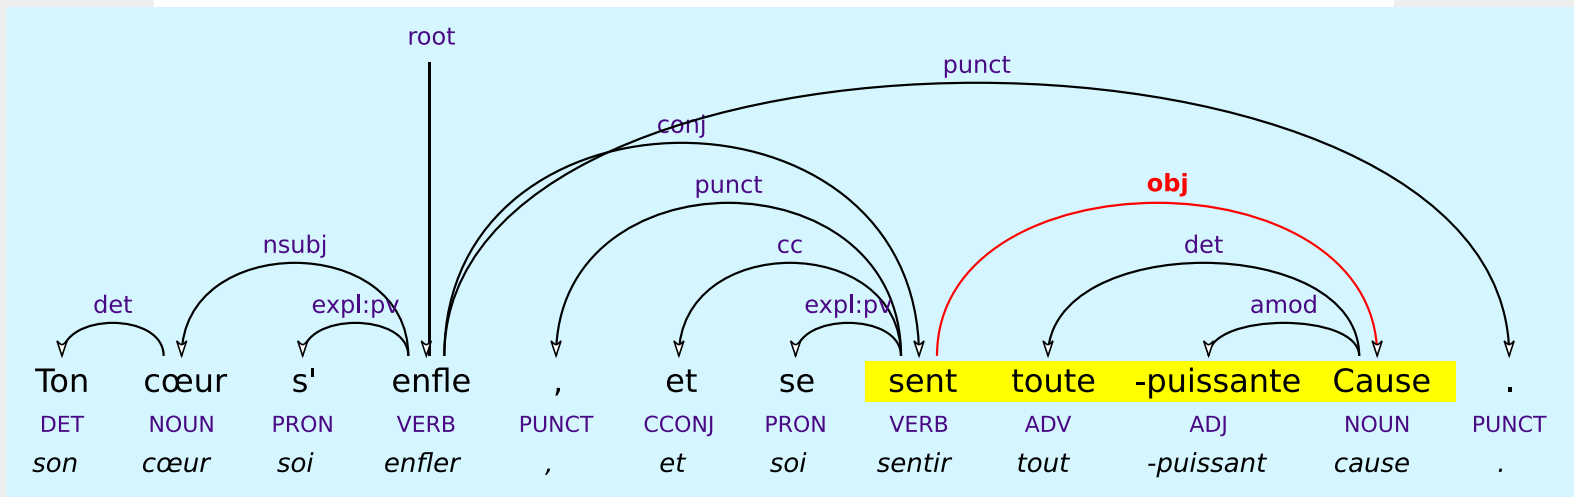 root
punct
conj
punct
obj
nsubj
cc
det
det
expl:pv
expl:pv
amod
Ton cœur s' enfle , et se sent toute -puissante Cause .
DET NOUN PRON VERB PUNCT CCONJ PRON VERB ADV ADJ NOUN PUNCT
son cœur soi enfler , et soi sentir tout -puissant cause .